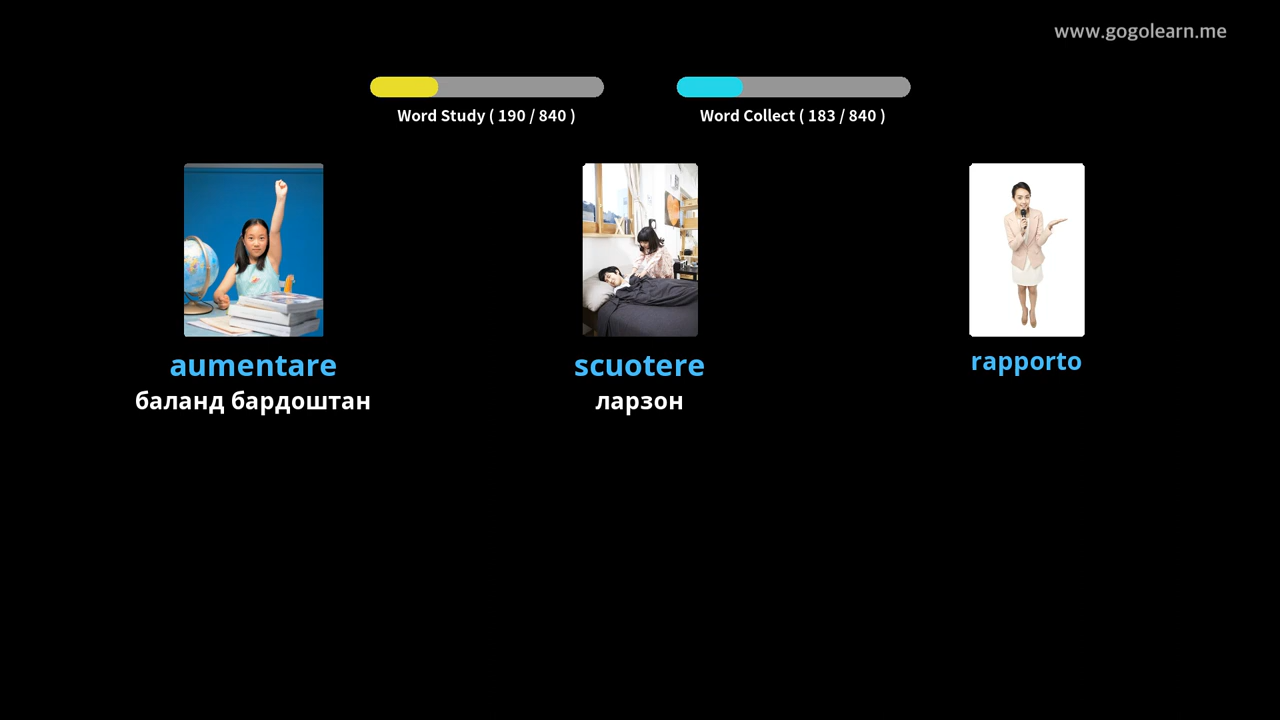 www.gogolearn.me
Word Study ( 190 / 840 )
Word Collect ( 183 / 840 )
aumentare
баланд бардоштан
scuotere
ларзон
rapporto